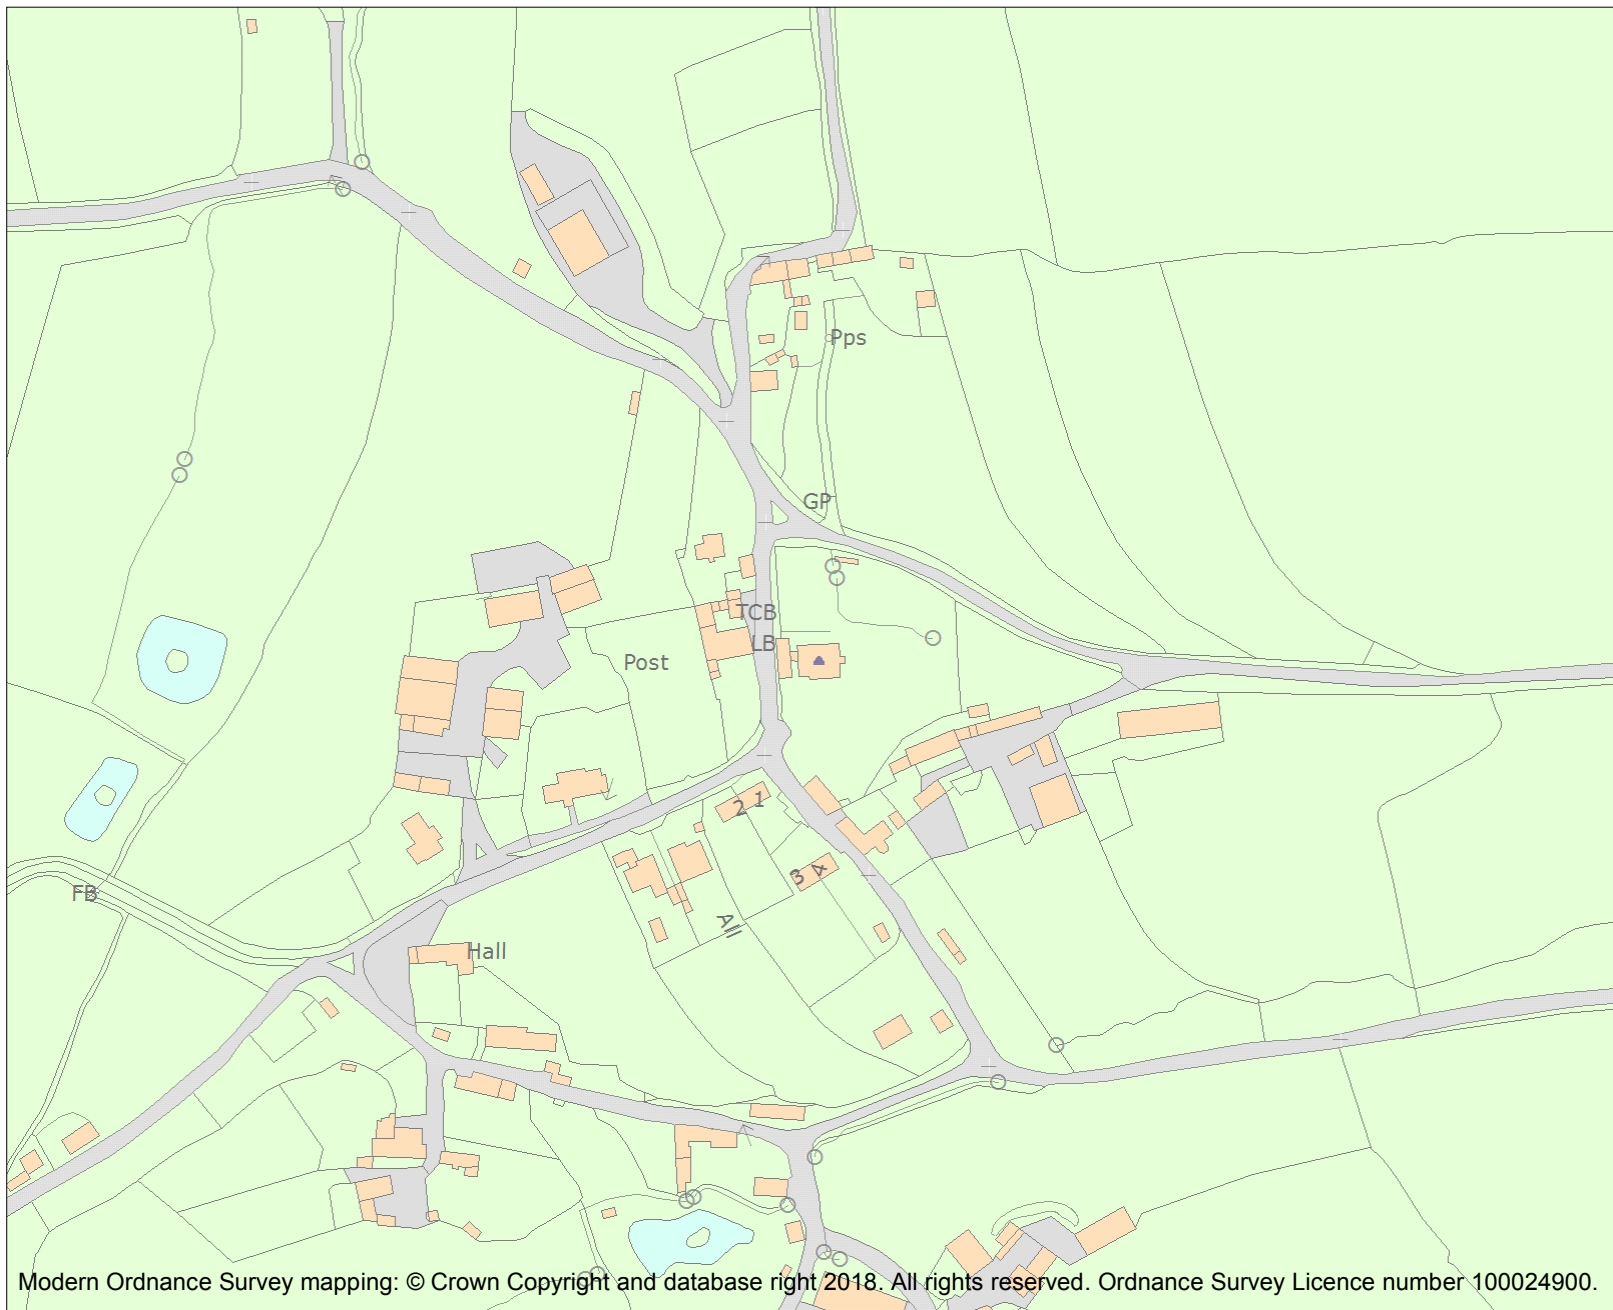 Pps
GP
TCB
LB
Post
2 1
3 4
All
FB
Hall
Modern Ordnance Survey mapping: © Crown Copyright and database right 2018. All rights reserved. Ordnance Survey Licence number 100024900.